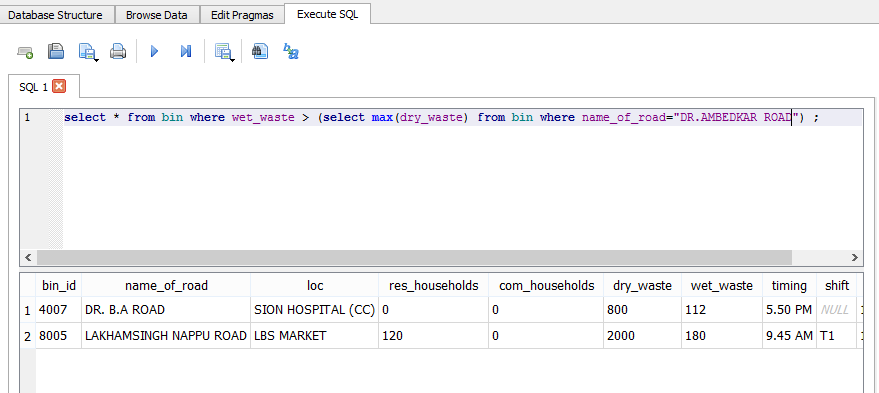 Database Structure Browse Data Edit Pragmas Execute SQL
SQL 1
1 select * from bin where wet_waste > (select max(dry_waste) from bin where name_of_road="DR.AMBEDKAR ROAD") ;
bin_id name_of_road loc res_households com_households dry_waste wet_waste timing shift
1 4007 DR. B.A ROAD SION HOSPITAL (CC) 0 0 800 112 5.50 PM NULL
2 8005 LAKHAMSINGH NAPPU ROAD LBS MARKET 120 0 2000 180 9.45 AM T1